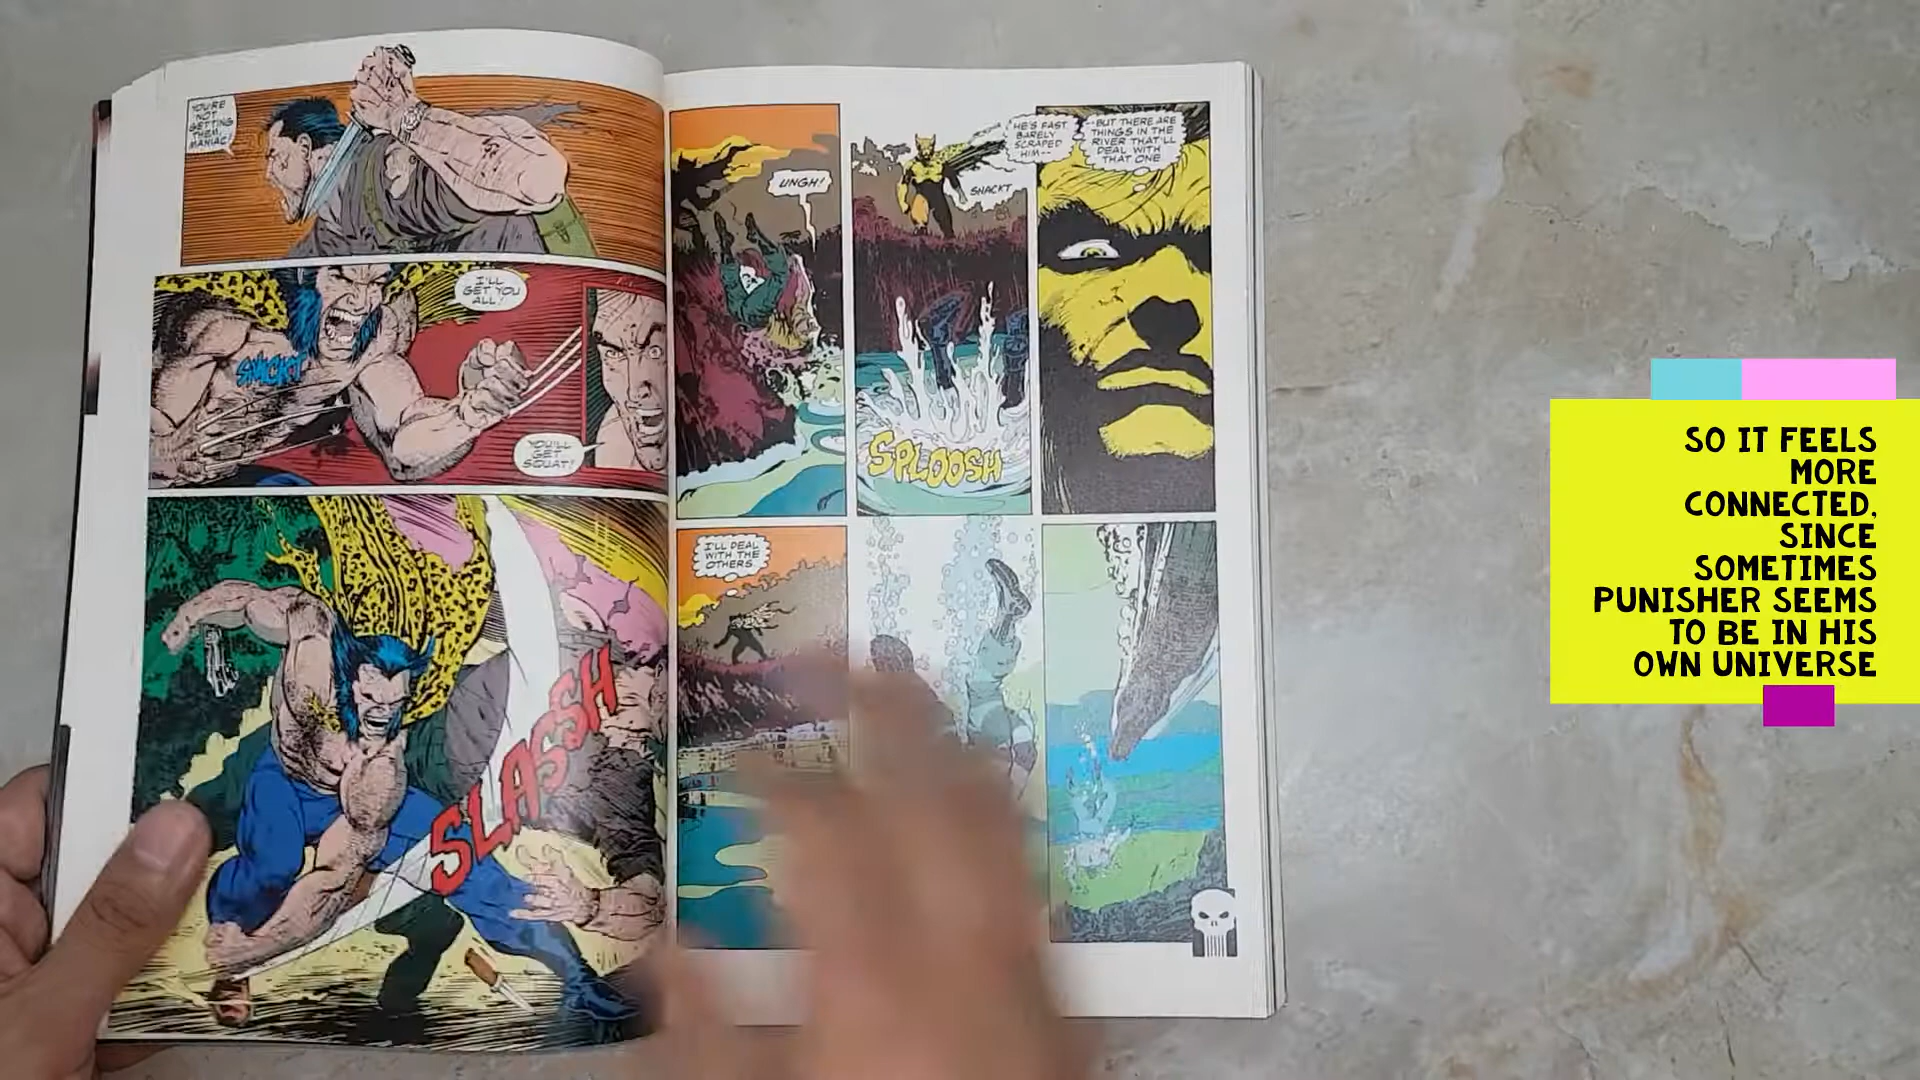 YOU'RE
NOT
GETTING
THEM,
MANIAC!
I'LL
GET YOU
ALL!
SNACKT
YOU'LL
GET
SQUAT!
SLASSSH
UNGH!
HE'S FAST
BARELY
SCRAPED
HIM--
SNACKT
--BUT THERE ARE
THINGS IN THE
RIVER THAT'LL
DEAL WITH
THAT ONE
SPLOOSH
I'LL DEAL
WITH THE
OTHERS.
SO IT FEELS
MORE
CONNECTED,
SINCE
SOMETIMES
PUNISHER SEEMS
TO BE IN HIS
OWN UNIVERSE